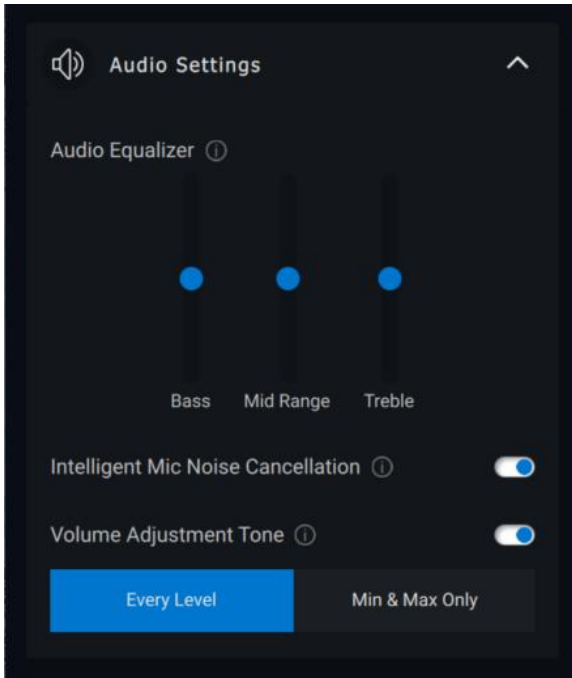 Audio Settings
Audio Equalizer
Bass Mid Range Treble
Intelligent Mic Noise Cancellation
Volume Adjustment Tone
Every Level Min & Max Only